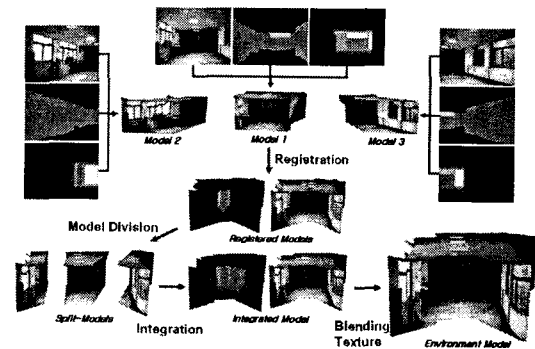 Model 2
Model 1
Model 3
Registration
Model Division
Registered Models
Split-Models
Integration
Integrated Model
Blending
Texture
Environment Model